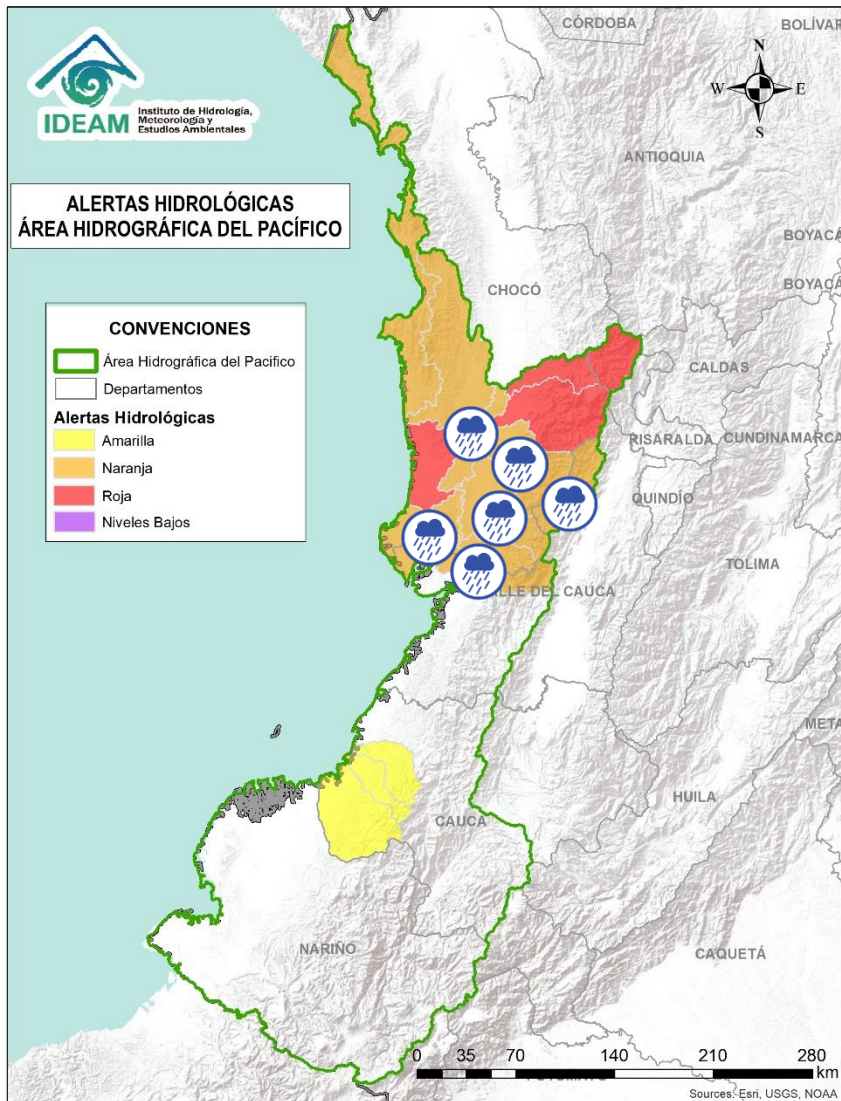 IDEAM
Instituto de Hidrología,
Meteorología y
Estudios Ambientales
ALERTAS HIDROLÓGICAS
ÁREA HIDROGRÁFICA DEL PACÍFICO
CONVENCIONES
Área Hidrográfica del Pacifico
Departamentos
Alertas Hidrológicas
Amarilla
Naranja
Roja
Niveles Bajos
N
W E
S
CÓRDOBA
BOLÍVAR
ANTIOQUIA
BOYACÁ
BOYACÁ
CHOCÓ
CALDAS
RISARALDA
CUNDINAMARCA
QUINDÍO
TOLIMA
ALLE DEL CAUCA
META
HUILA
CAUCA
NARIÑO
CAQUETÁ
0 35 70 140 210 280
km
Sources: Esri, USGS, NOAA